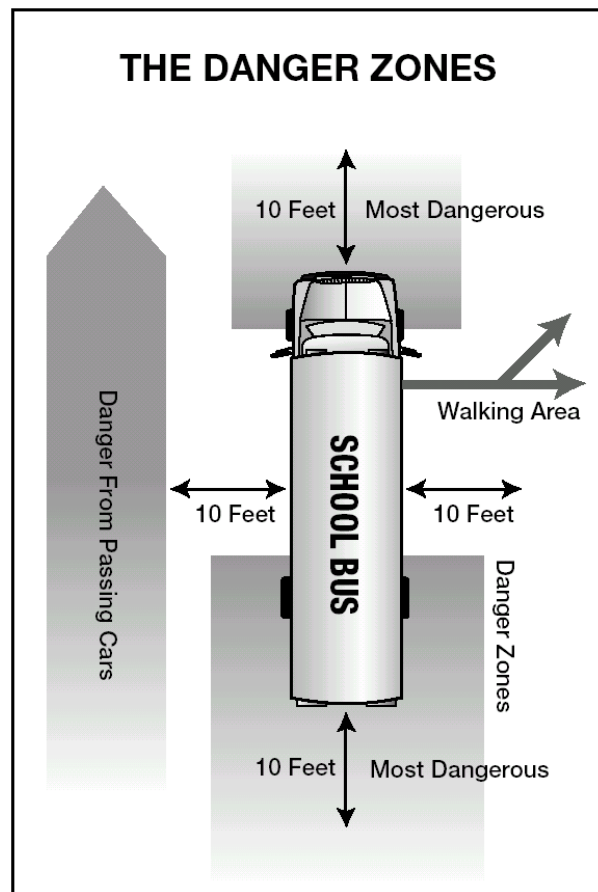 THE DANGER ZONES
10 Feet
Most Dangerous
Walking Area
Danger From Passing Cars
SCHOOL BUS
10 Feet
10 Feet
Danger Zones
10 Feet
Most Dangerous